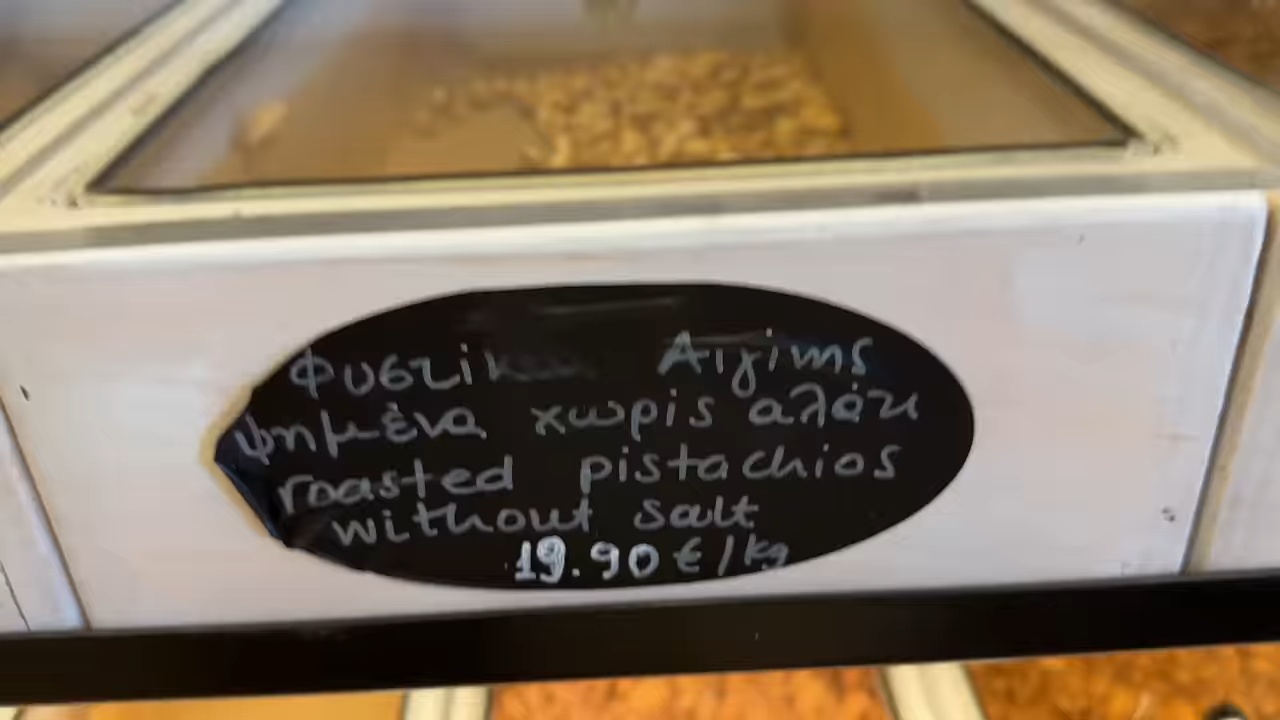 Αιγίνης
ψημένα χωρίς αλάτι
roasted pistachios
without salt
19.90 €/kg